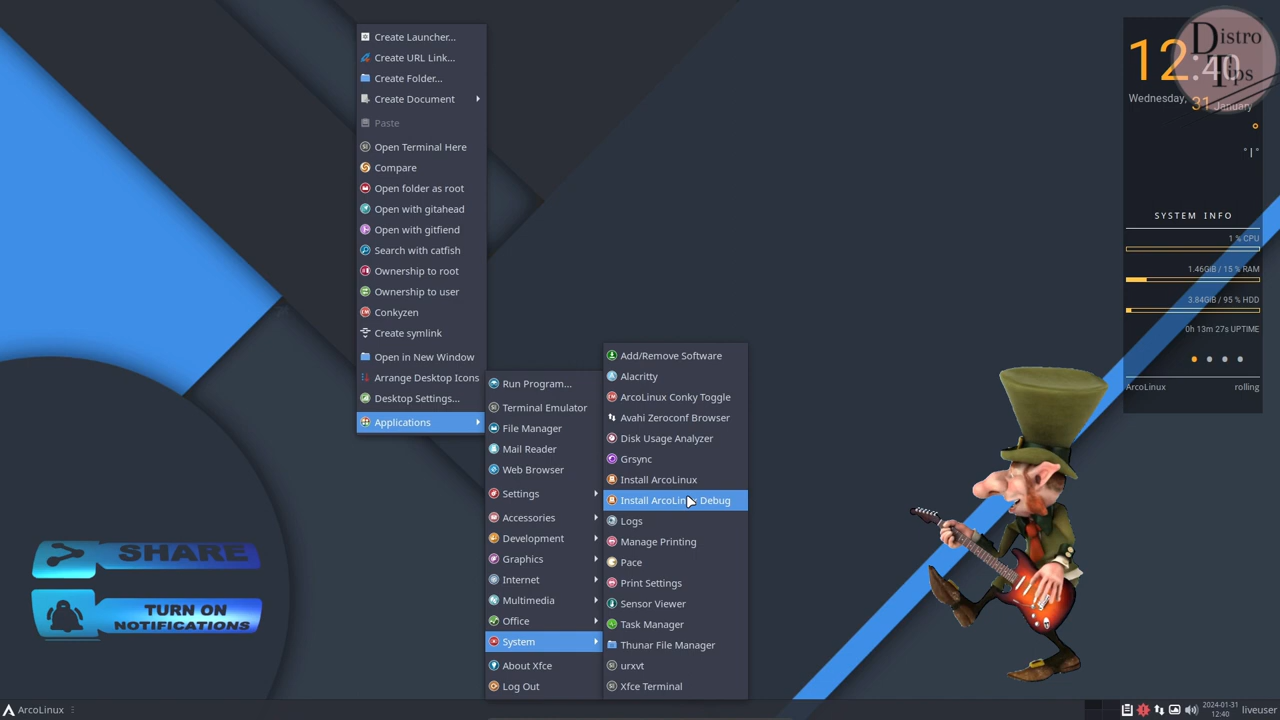 Create Launcher...
Create URL Link...
Create Folder...
Create Document
Paste
Open Terminal Here
Compare
Open folder as root
Open with gitahead
Open with gitfiend
Search with catfish
Ownership to root
Ownership to user
Conkyzen
Create symlink
Open in New Window
Arrange Desktop Icons
Desktop Settings...
Applications
Run Program...
Terminal Emulator
File Manager
Mail Reader
Web Browser
Settings
Accessories
Development
Graphics
Internet
Multimedia
Office
System
About Xfce
Log Out
Add/Remove Software
Alacritty
ArcoLinux Conky Toggle
Avahi Zeroconf Browser
Disk Usage Analyzer
Grsync
Install ArcoLinux
Install ArcoLinux Debug
Logs
Manage Printing
Pace
Print Settings
Sensor Viewer
Task Manager
Thunar File Manager
urxvt
Xfce Terminal
Distro
Tips
12:40
Wednesday, 31 January
° | °
SYSTEM INFO
1 % CPU
1.46GiB / 15 % RAM
3.84GiB / 95 % HDD
0h 13m 27s UPTIME
ArcoLinux rolling
SHARE
TURN ON
NOTIFICATIONS
ArcoLinux
2024-01-31
12:40
liveuser